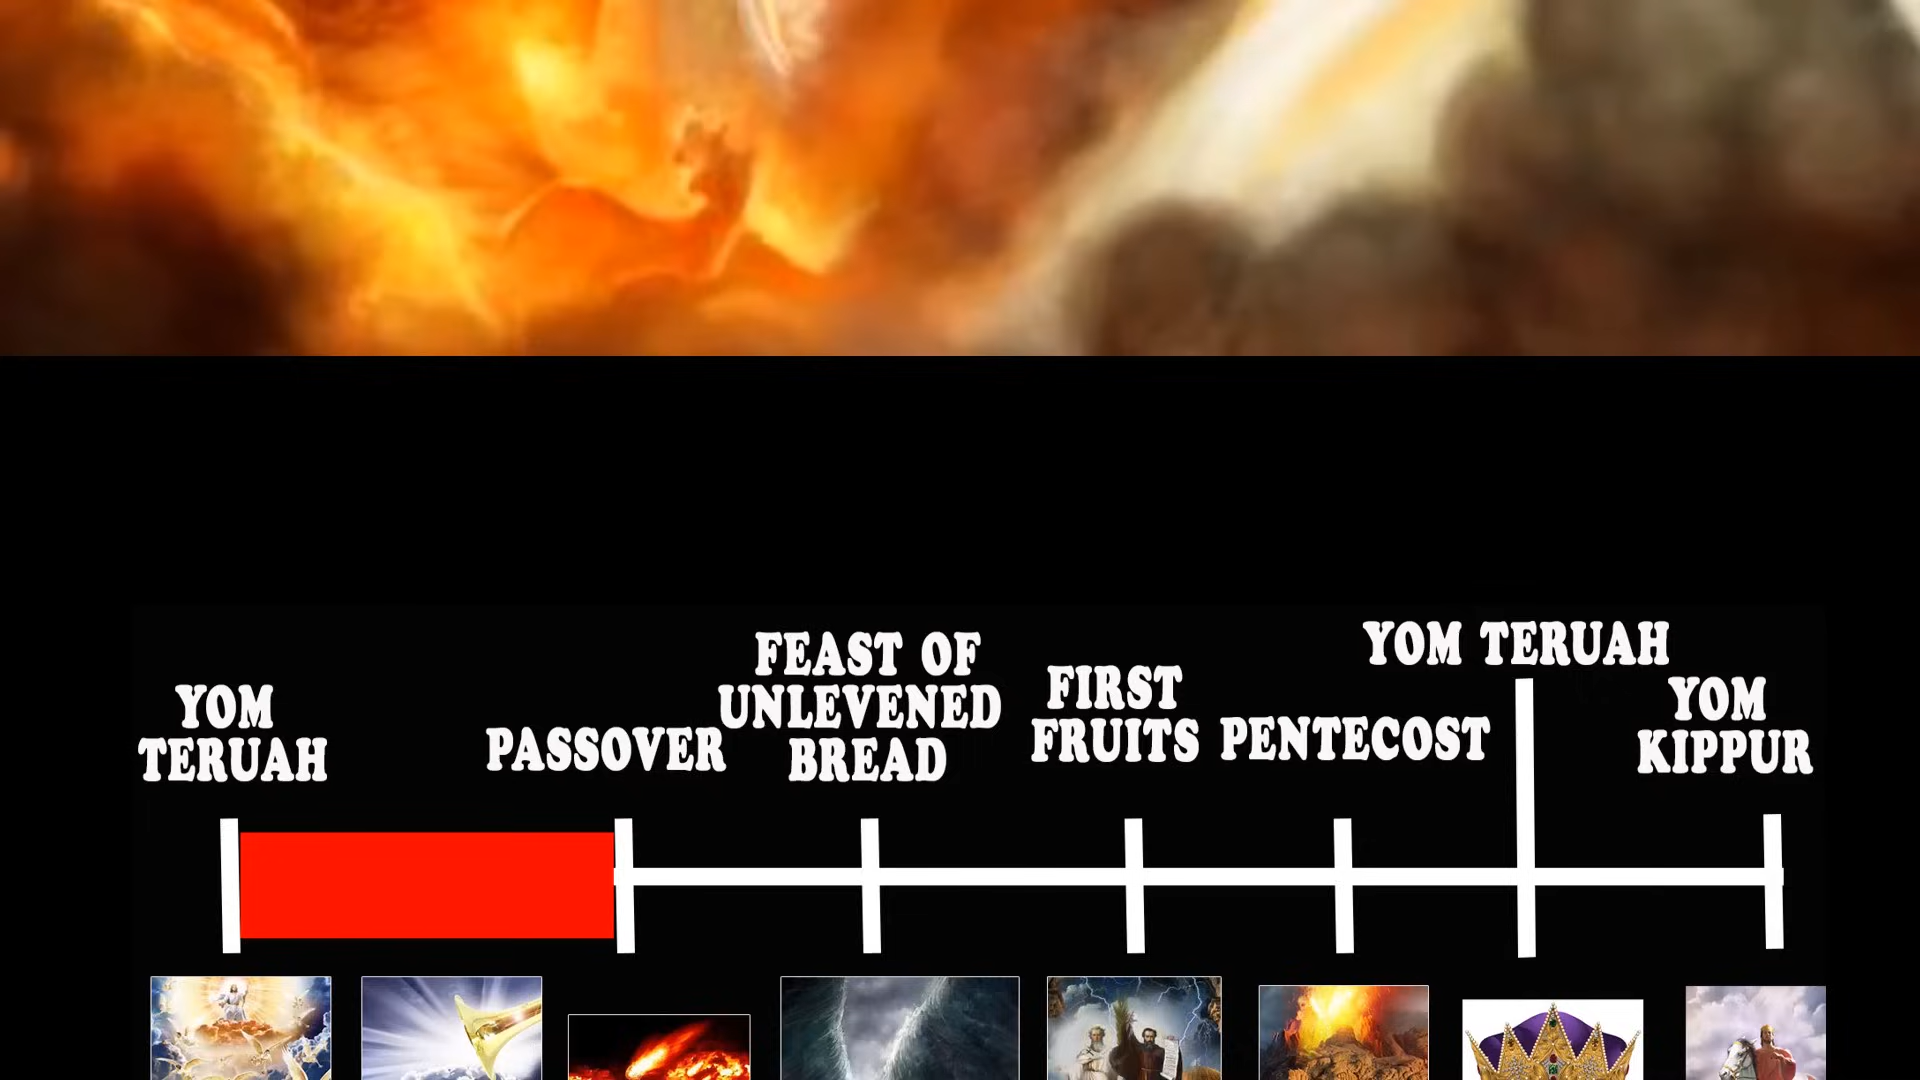 YOM
TERUAH
PASSOVER
FEAST OF
UNLEVENED
BREAD
FIRST
FRUITS
PENTECOST
YOM TERUAH
YOM
KIPPUR